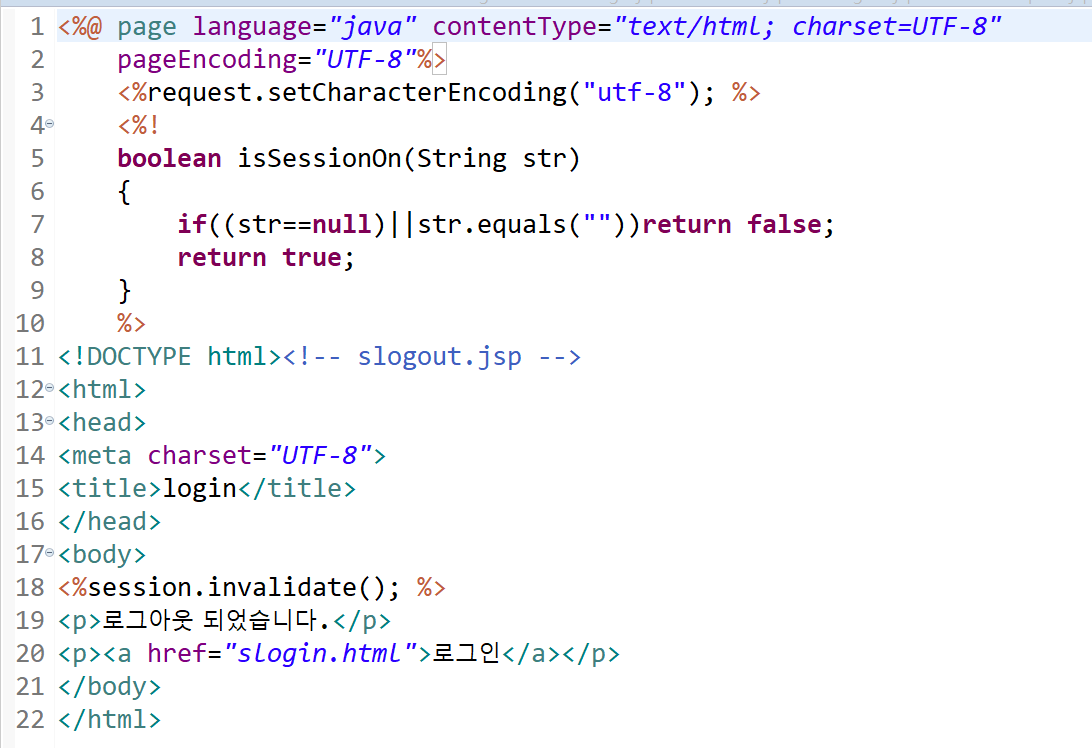 1 <%@ page language="java" contentType="text/html; charset=UTF-8"
2     pageEncoding="UTF-8"%>
3     <%request.setCharacterEncoding("utf-8"); %>
4     <%!
5     boolean isSessionOn(String str)
6     {
7         if((str==null)||str.equals(""))return false;
8         return true;
9     }
10     %>
11 <!DOCTYPE html><!-- slogout.jsp -->
12 <html>
13 <head>
14 <meta charset="UTF-8">
15 <title>login</title>
16 </head>
17 <body>
18 <%session.invalidate(); %>
19 <p>로그아웃 되었습니다.</p>
20 <p><a href="slogin.html">로그인</a></p>
21 </body>
22 </html>